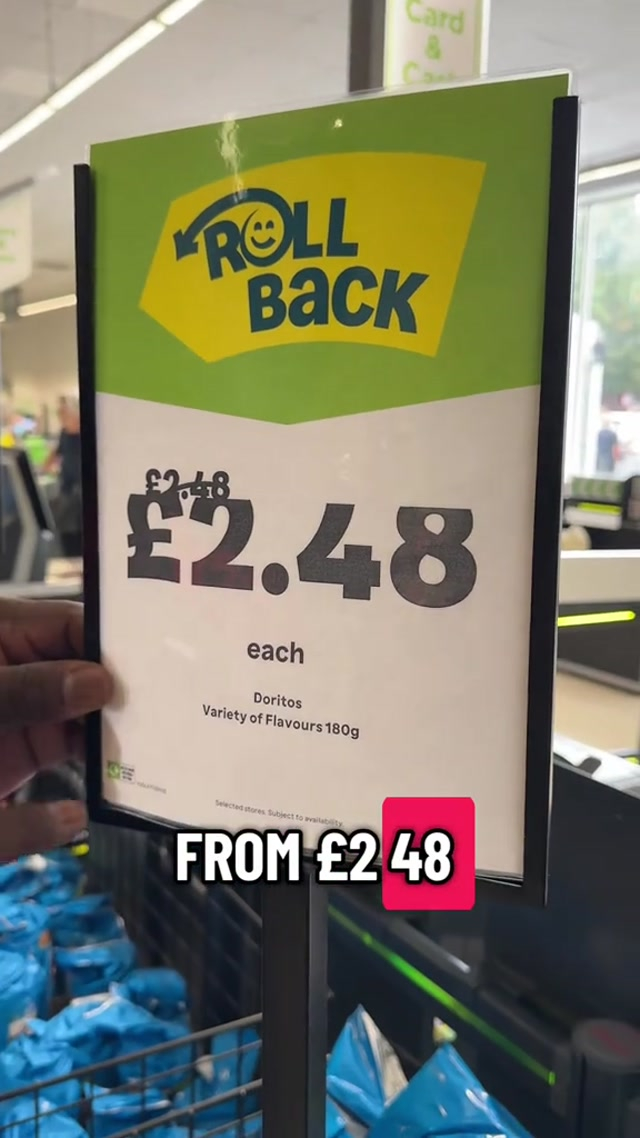 Card
&
ROLL
BACK
£2.48
£2.48
each
Doritos
Variety of Flavours 180g
Selected stores. Subject to availability.
FROM £2 48